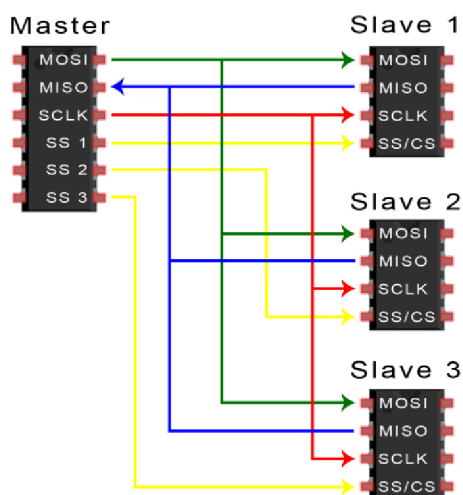 Master
MOSI
MISO
SCLK
SS 1
SS 2
SS 3
Slave 1
MOSI
MISO
SCLK
SS/CS
Slave 2
MOSI
MISO
SCLK
SS/CS
Slave 3
MOSI
MISO
SCLK
SS/CS